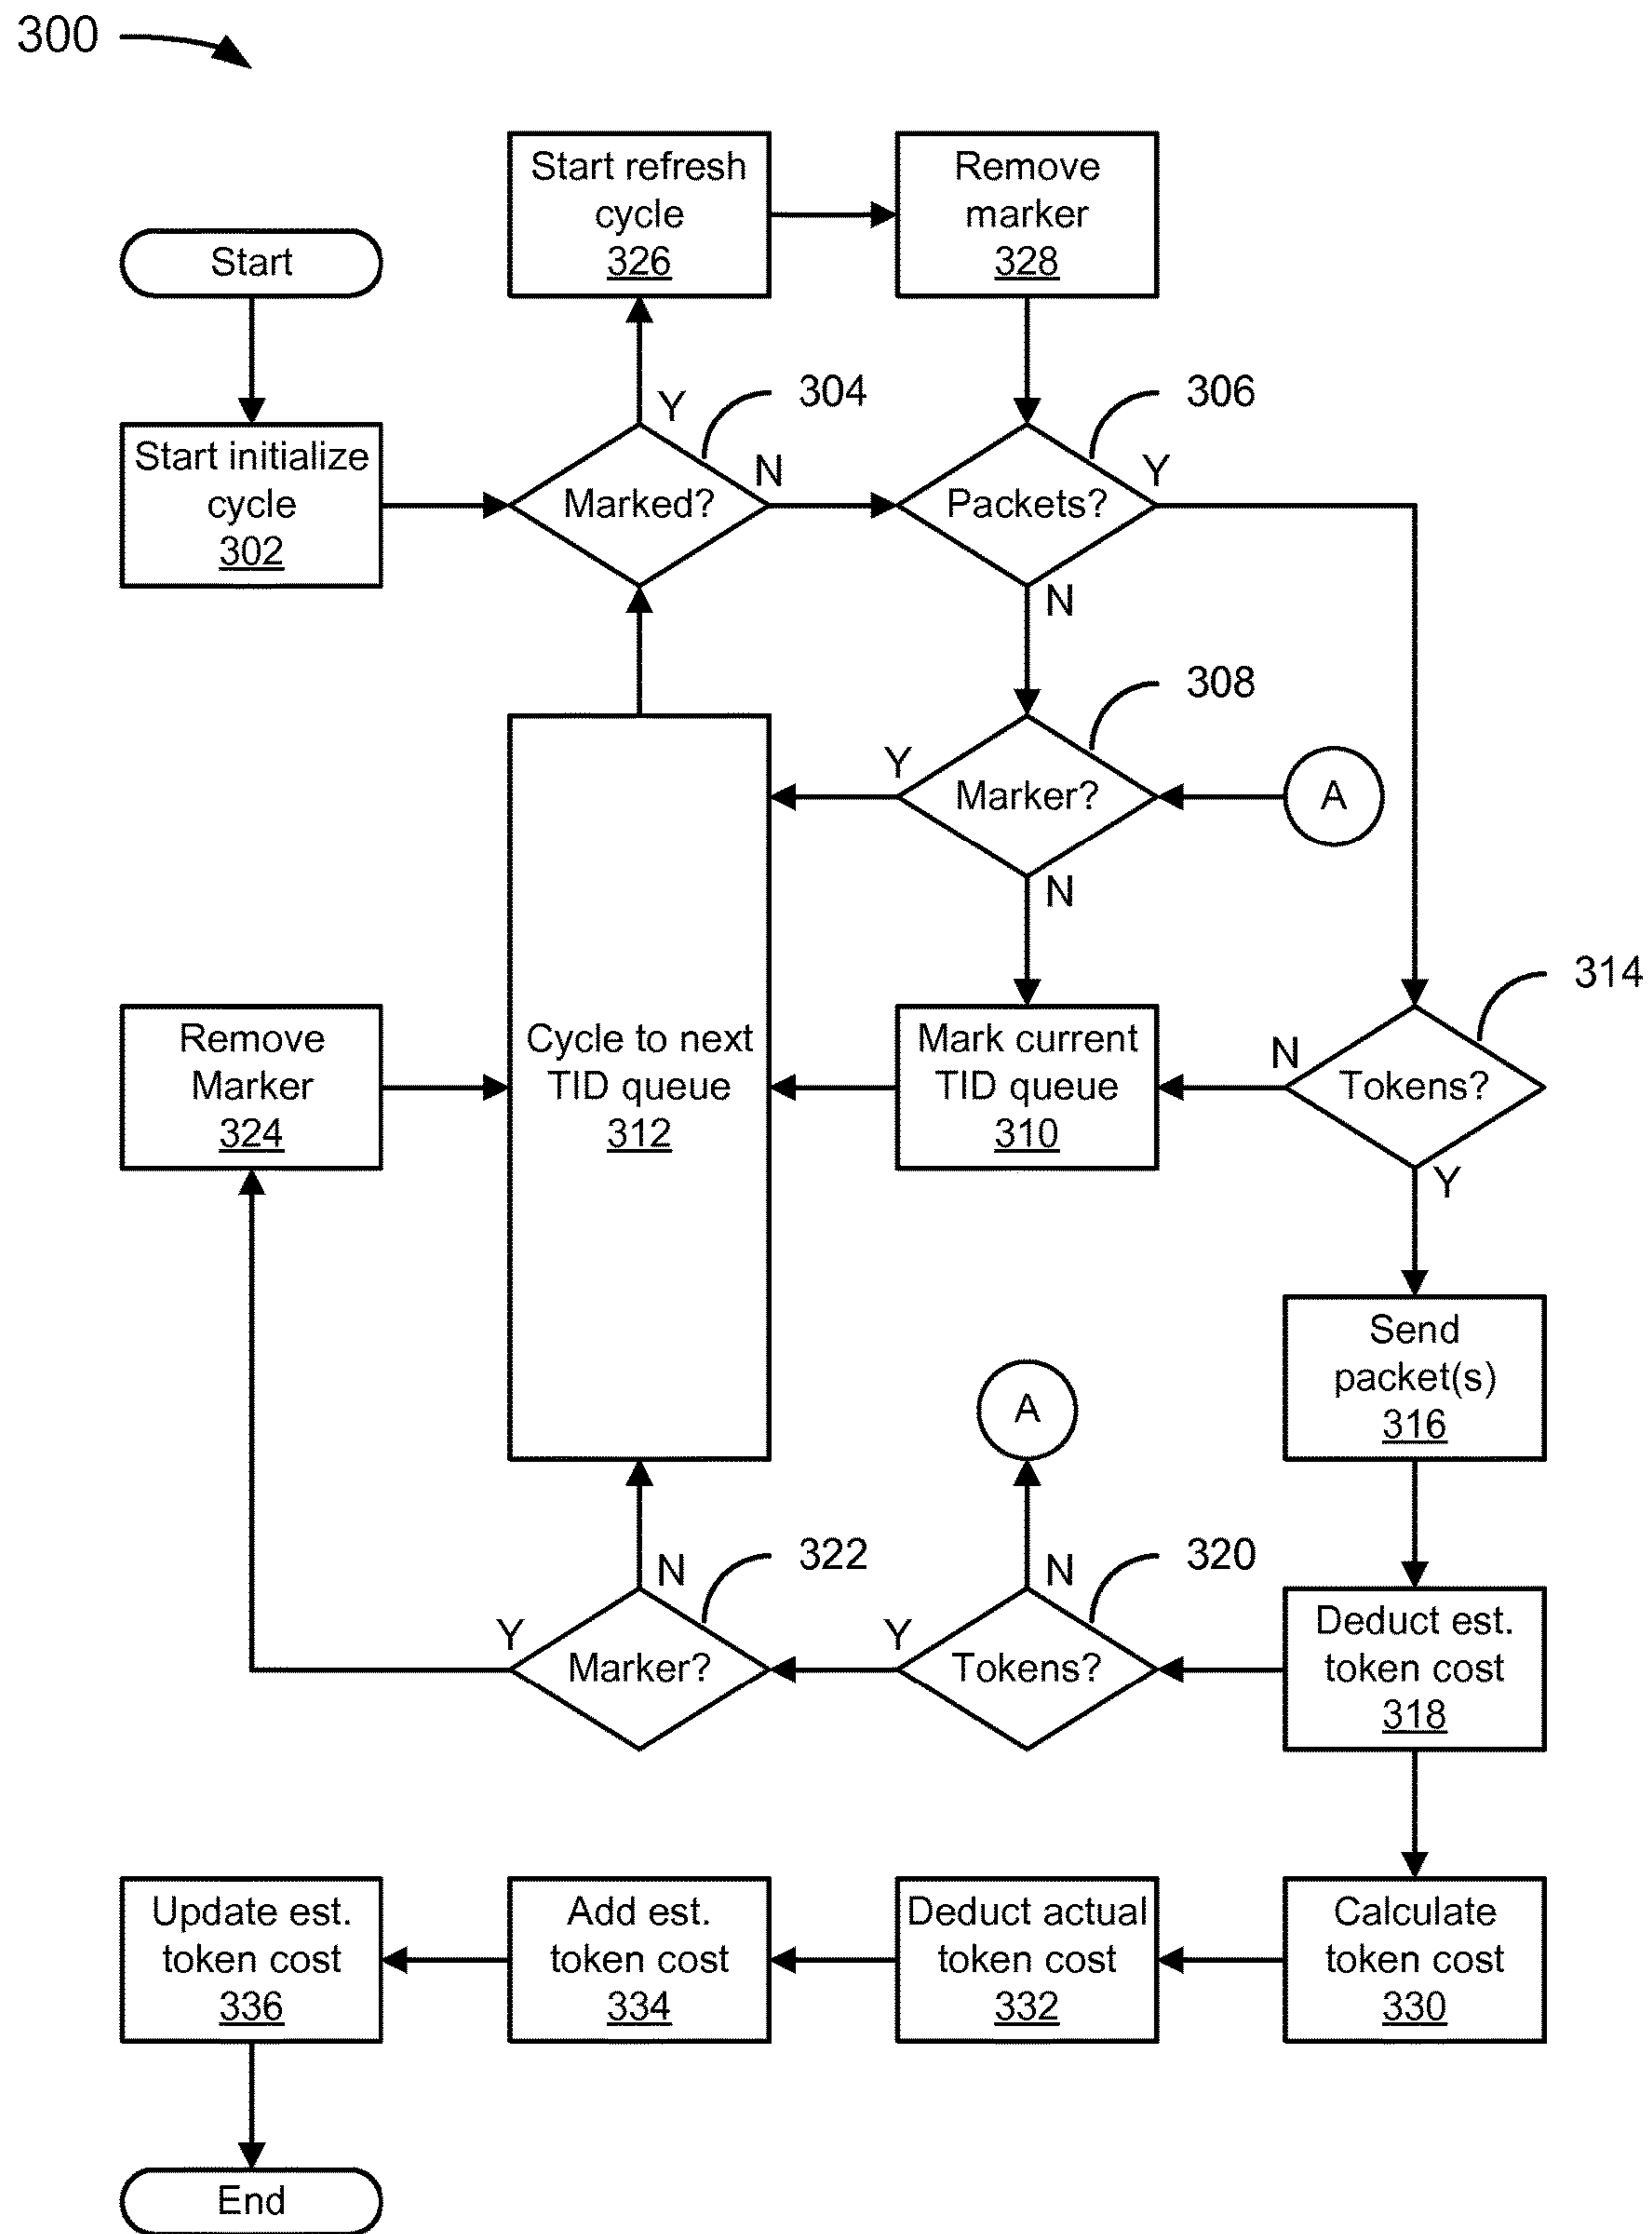 300
Start refresh
cycle
326
Remove
marker
328
Start
Start initialize
cycle
302
Y
304
N
Marked?
306
Y
Packets?
N
308
Y
Marker?
A
N
314
Remove
Marker
324
Cycle to next
TID queue
312
Mark current
TID queue
310
N
Tokens?
Y
Send
packet(s)
316
A
322
N
Y
Marker?
320
N
Y
Tokens?
Deduct est.
token cost
318
Update est.
token cost
336
Add est.
token cost
334
Deduct actual
token cost
332
Calculate
token cost
330
End